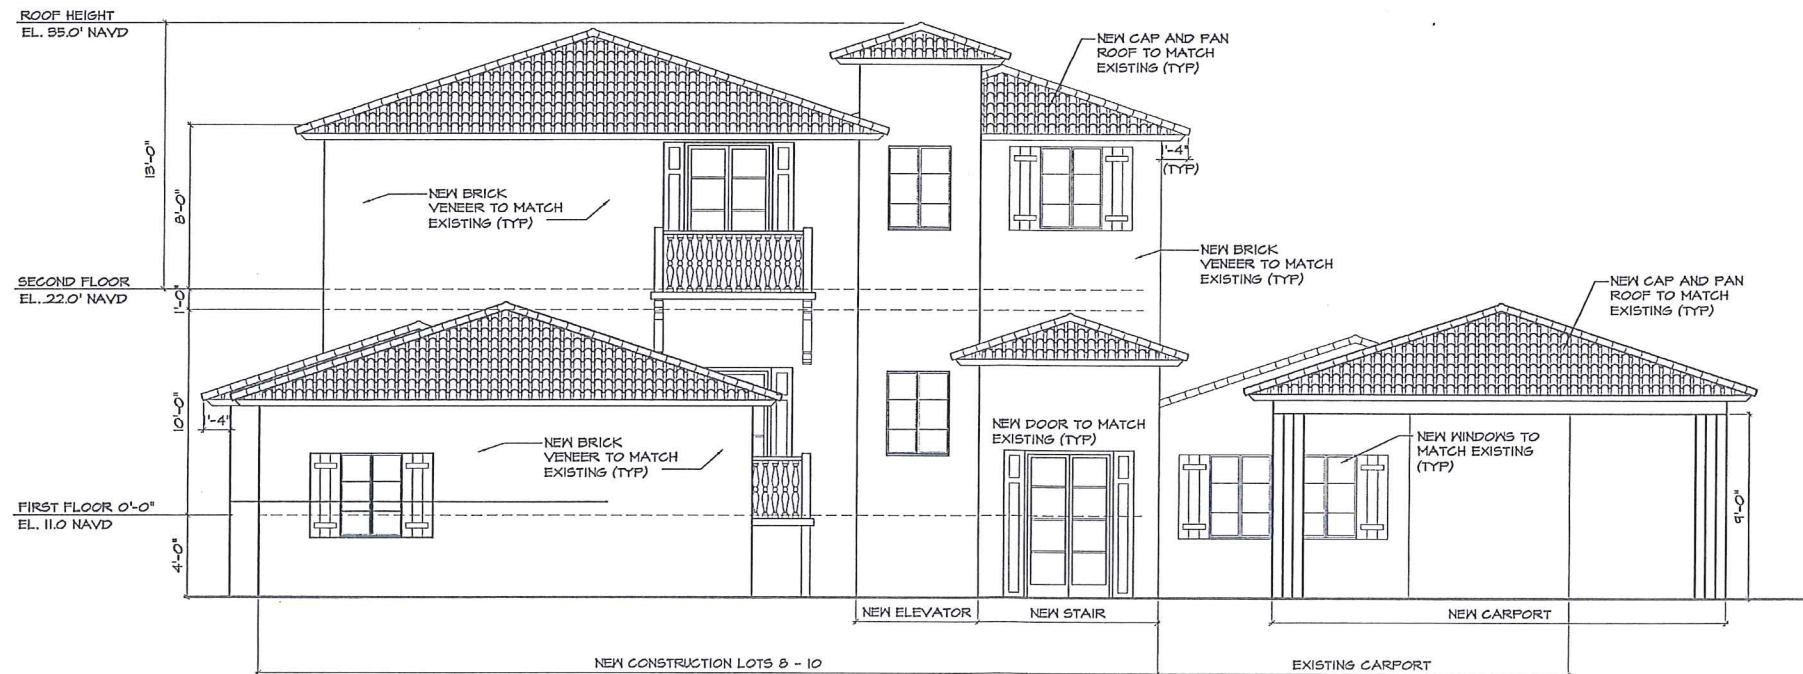 ROOF HEIGHT
EL. 35.0' NAVD
NEW CAP AND PAN
ROOF TO MATCH
EXISTING (TYP)
13'-0"
8'-0"
1'-4"
(TYP)
NEW BRICK
VENEER TO MATCH
EXISTING (TYP)
NEW BRICK
VENEER TO MATCH
EXISTING (TYP)
SECOND FLOOR
EL. 22.0' NAVD
1'-0"
NEW CAP AND PAN
ROOF TO MATCH
EXISTING (TYP)
10'-0"
1'-4"
NEW BRICK
VENEER TO MATCH
EXISTING (TYP)
NEW DOOR TO MATCH
EXISTING (TYP)
NEW WINDOWS TO
MATCH EXISTING
(TYP)
FIRST FLOOR 0'-0"
EL. 11.0 NAVD
4'-0"
9'-0"
NEW ELEVATOR
NEW STAIR
NEW CARPORT
NEW CONSTRUCTION LOTS 8 - 10
EXISTING CARPORT